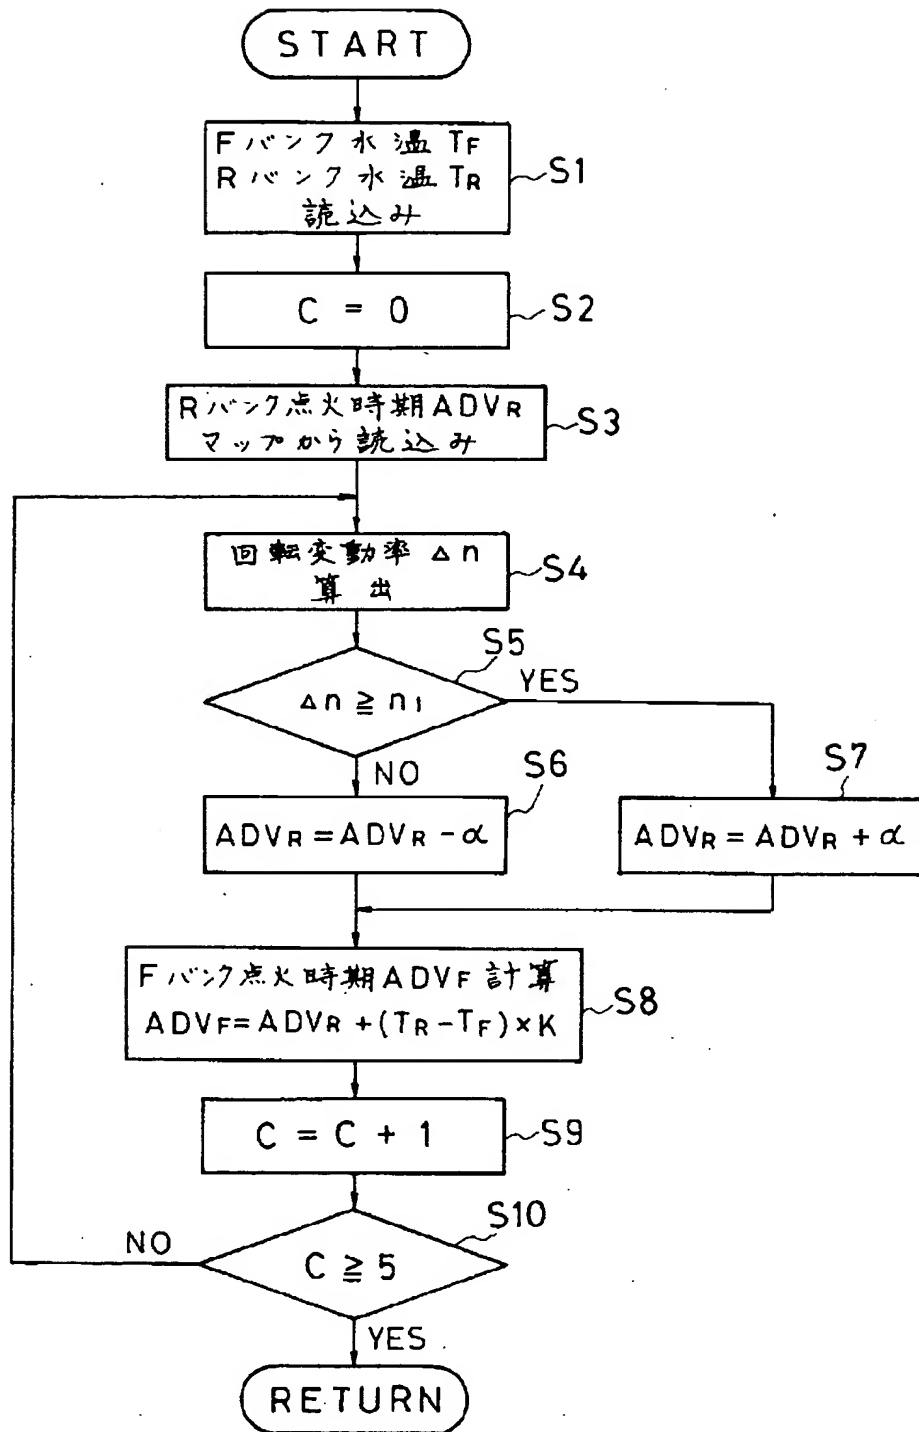 START
Fバンク水温 TF
Rバンク水温 TR
読込み
S1
C = 0
S2
Rバンク点火時期ADVR
マップから読込み
S3
回転変動率 Δn
算出
S4
S5
Δn ≧ n1
YES
NO
S6
ADVR = ADVR - α
S7
ADVR = ADVR + α
Fバンク点火時期ADVF計算
ADVF = ADVR + (TR - TF) × K
S8
C = C + 1
S9
S10
C ≧ 5
NO
YES
RETURN